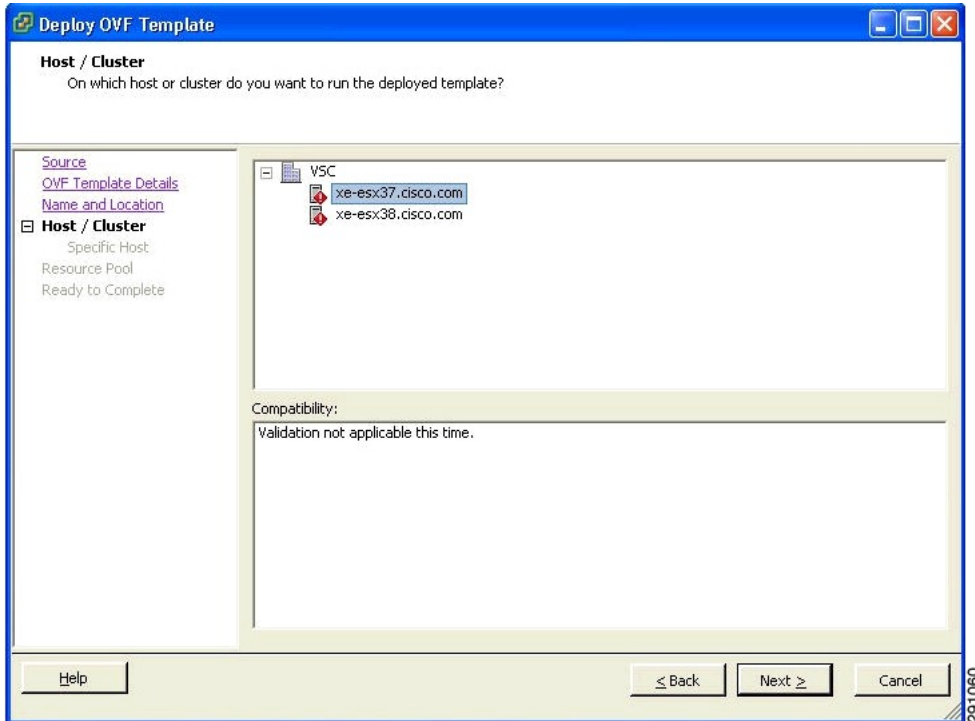 Deploy OVF Template
Host / Cluster
On which host or cluster do you want to run the deployed template?
Source
OVF Template Details
Name and Location
Host / Cluster
Specific Host
Resource Pool
Ready to Complete
VSC
xe-esx37.cisco.com
xe-esx38.cisco.com
Compatibility:
Validation not applicable this time.
Help
< Back
Next >
Cancel